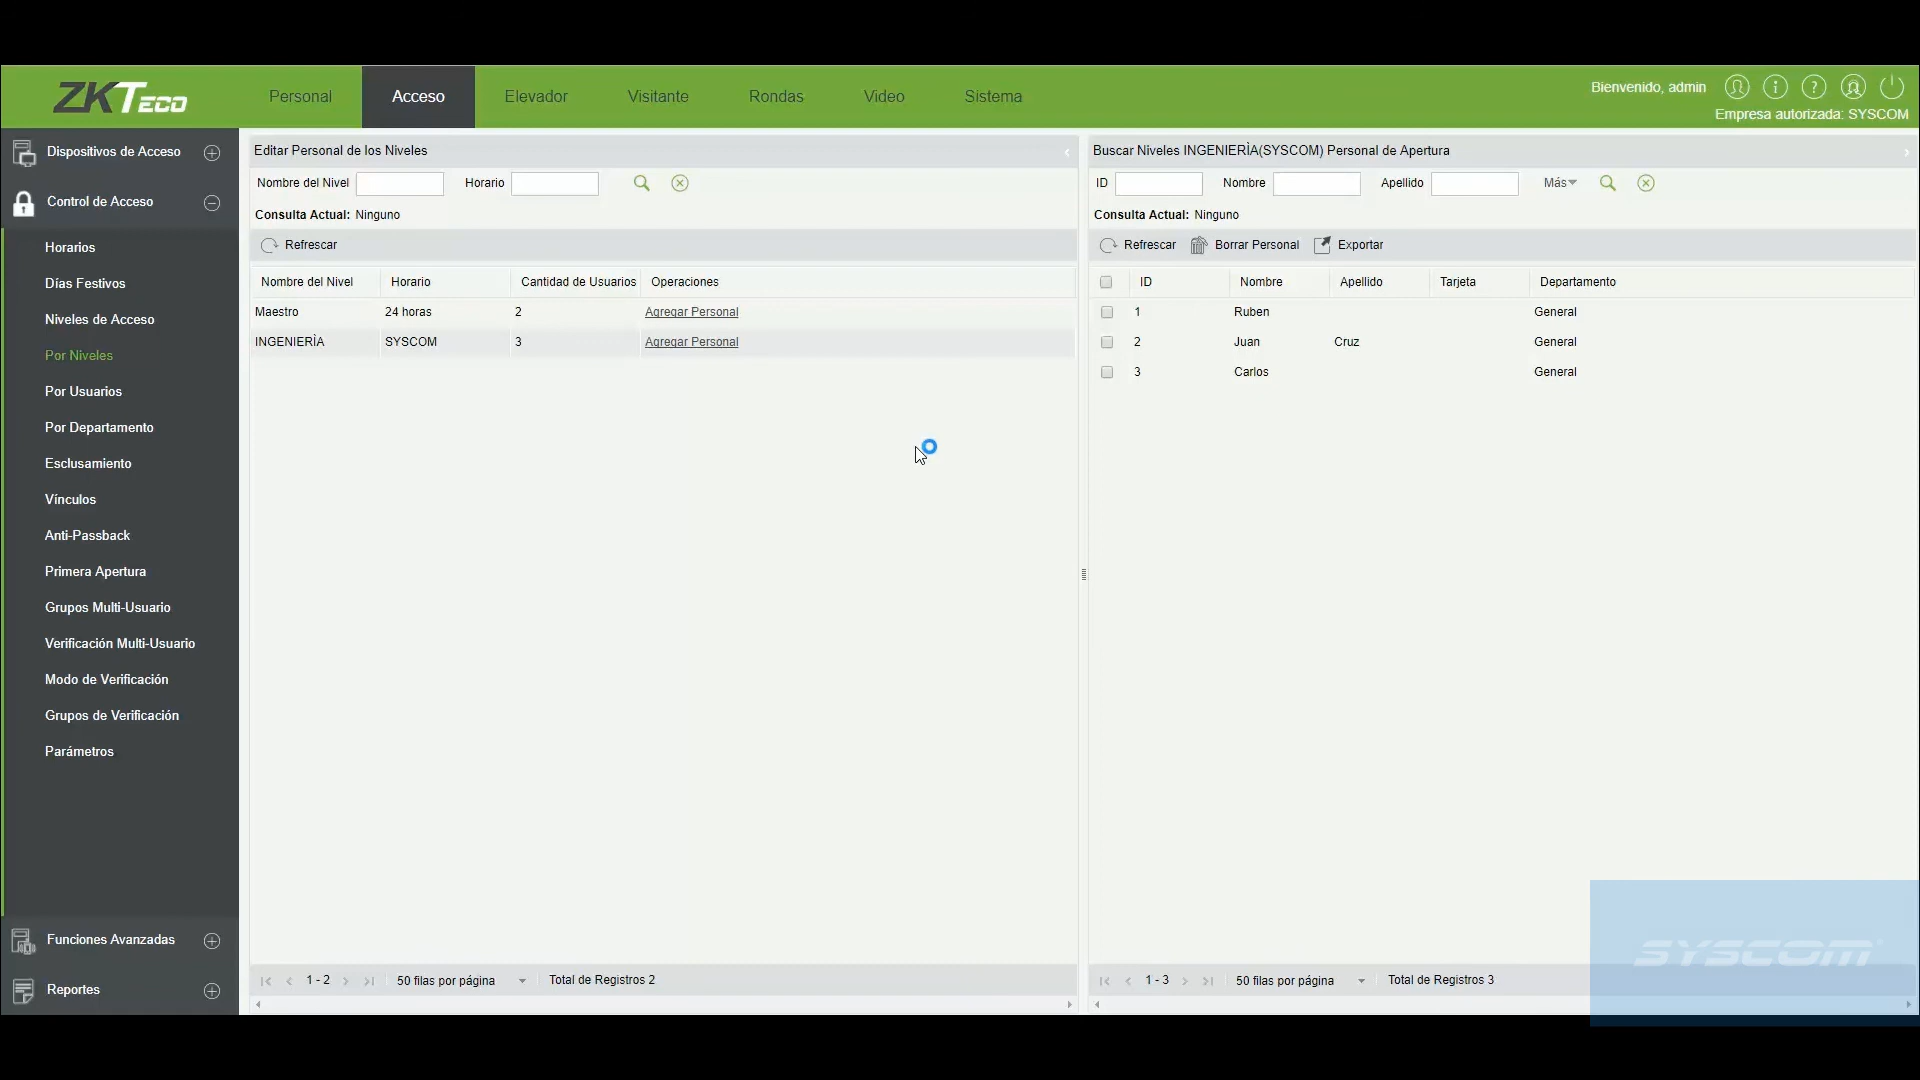 ZKTeco
Personal
Acceso
Elevador
Visitante
Rondas
Video
Sistema
Bienvenido, admin
Empresa autorizada: SYSCOM
Dispositivos de Acceso
Control de Acceso
Horarios
Días Festivos
Niveles de Acceso
Por Niveles
Por Usuarios
Por Departamento
Esclusamiento
Vínculos
Anti-Passback
Primera Apertura
Grupos Multi-Usuario
Verificación Multi-Usuario
Modo de Verificación
Grupos de Verificación
Parámetros
Funciones Avanzadas
Reportes
Editar Personal de los Niveles
Nombre del Nivel Horario
Consulta Actual: Ninguno
Refrescar
Nombre del Nivel Horario Cantidad de Usuarios Operaciones
Maestro 24 horas 2 Agregar Personal
INGENIERÌA SYSCOM 3 Agregar Personal
1 - 2 50 filas por página Total de Registros 2
Buscar Niveles INGENIERÌA(SYSCOM) Personal de Apertura
ID Nombre Apellido Más
Consulta Actual: Ninguno
Refrescar Borrar Personal Exportar
ID Nombre Apellido Tarjeta Departamento
1 Ruben General
2 Juan Cruz General
3 Carlos General
1 - 3 50 filas por página Total de Registros 3
SYSCOM